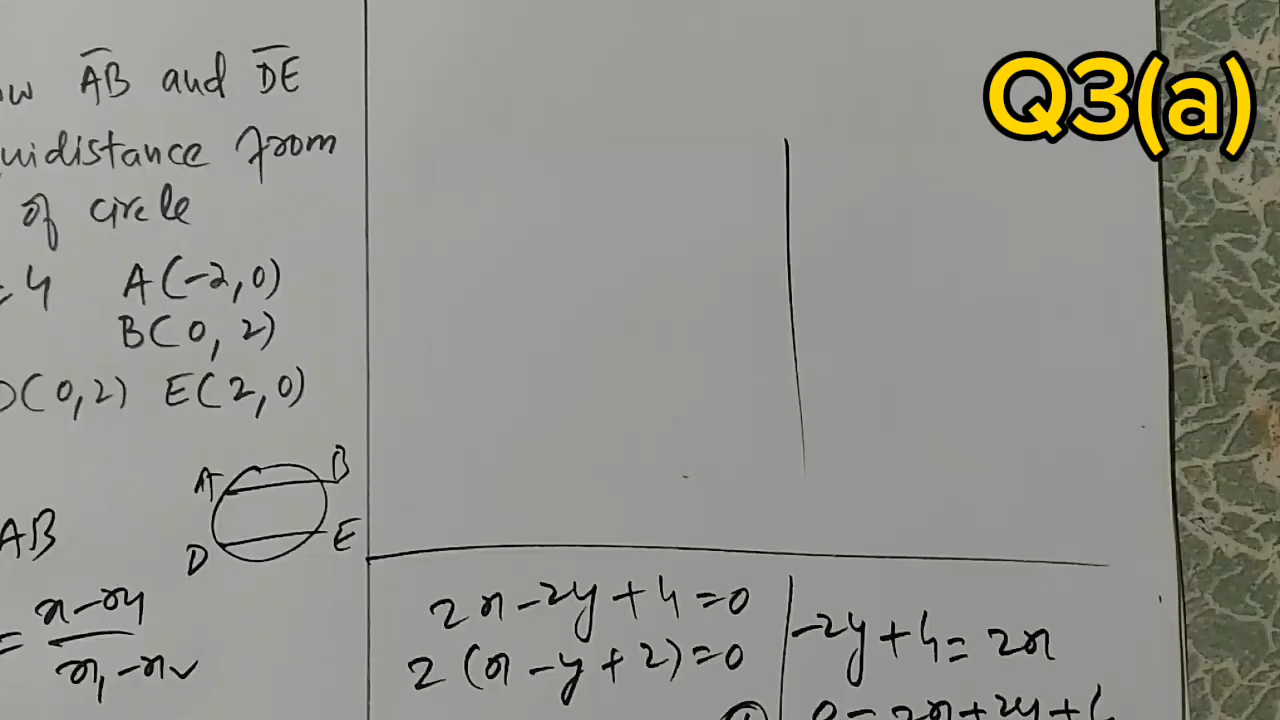 Q3(a)
AB and DE
uidistance from
of circle
= 4 A(-2,0)
B(0, 2)
D(0,2) E(2,0)
A B
D E
AB
2x-2y+4=0
2(x-y+2)=0
-2y+4=2x